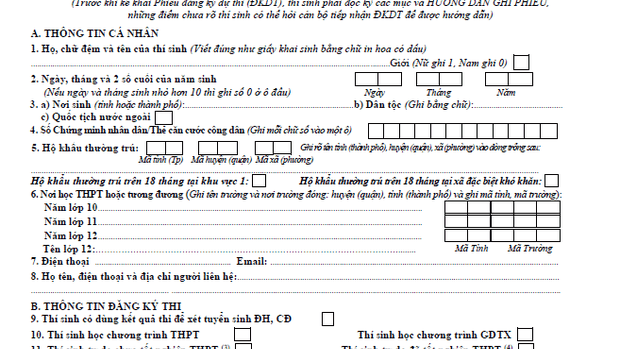 (Trước khi kê khai Phiếu đăng ký dự thi (ĐKDT), thí sinh phải đọc kỹ các mục và HƯỚNG DẪN GHI PHIẾU,
những điểm chưa rõ thí sinh có thể hỏi cán bộ tiếp nhận ĐKDT để được hướng dẫn)
A. THÔNG TIN CÁ NHÂN
1. Họ, chữ đệm và tên của thí sinh (Viết đúng như giấy khai sinh bằng chữ in hoa có dấu)
Giới (Nữ ghi 1, Nam ghi 0)
2. Ngày, tháng và 2 số cuối của năm sinh
(Nếu ngày và tháng sinh nhỏ hơn 10 thì ghi số 0 ở ô đầu) Ngày Tháng Năm
3. a) Nơi sinh (tỉnh hoặc thành phố): b) Dân tộc (Ghi bằng chữ):
c) Quốc tịch nước ngoài
4. Số Chứng minh nhân dân/Thẻ căn cước công dân (Ghi mỗi chữ số vào một ô)
5. Hộ khẩu thường trú: Ghi rõ tên tỉnh (thành phố), huyện (quận), xã (phường) vào dòng trống sau:
Mã tỉnh (Tp) Mã huyện (quận) Mã xã (phường)
Hộ khẩu thường trú trên 18 tháng tại khu vực 1: Hộ khẩu thường trú trên 18 tháng tại xã đặc biệt khó khăn:
6. Nơi học THPT hoặc tương đương (Ghi tên trường và nơi trường đóng: huyện (quận), tỉnh (thành phố) và ghi mã tỉnh, mã trường):
Năm lớp 10
Năm lớp 11
Năm lớp 12
Tên lớp 12: Mã Tỉnh Mã Trường
7. Điện thoại Email:
8. Họ tên, điện thoại và địa chỉ người liên hệ:
B. THÔNG TIN ĐĂNG KÝ THI
9. Thí sinh có dùng kết quả thi để xét tuyển sinh ĐH, CĐ
10. Thí sinh học chương trình THPT Thí sinh học chương trình GDTX